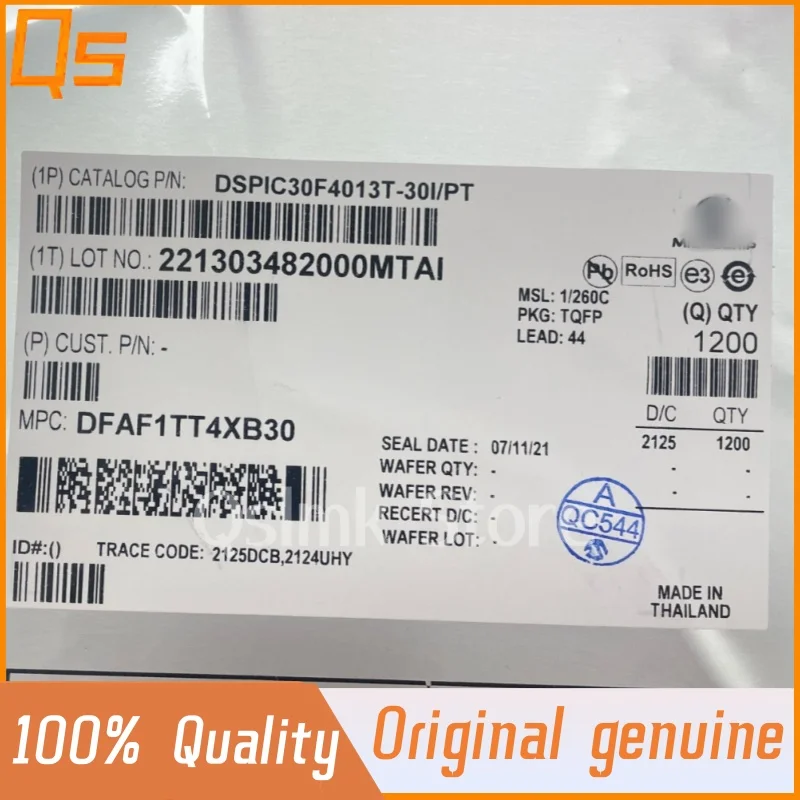 QS
(1P) CATALOG P/N: DSPIC30F4013T-30I/PT
(1T) LOT NO.: 221303482000MTAI
Pb RoHS e3 e
MSL: 1/260C
PKG: TQFP
LEAD: 44
(Q) QTY
1200
(P) CUST. P/N: -
D/C QTY
2125 1200
- -
- -
MPC: DFAF1TT4XB30
SEAL DATE : 07/11/21
WAFER QTY: -
WAFER REV: -
RECERT D/C: -
WAFER LOT: -
A
QC544
ID#:() TRACE CODE: 2125DCB,2124UHY
MADE IN
THAILAND
100% Quality
Original genuine